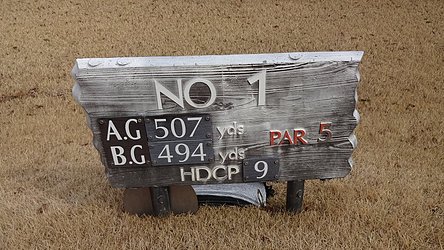 NO 1
A.G 507 yds
B.G 494 yds
PAR 5
HDCP 9